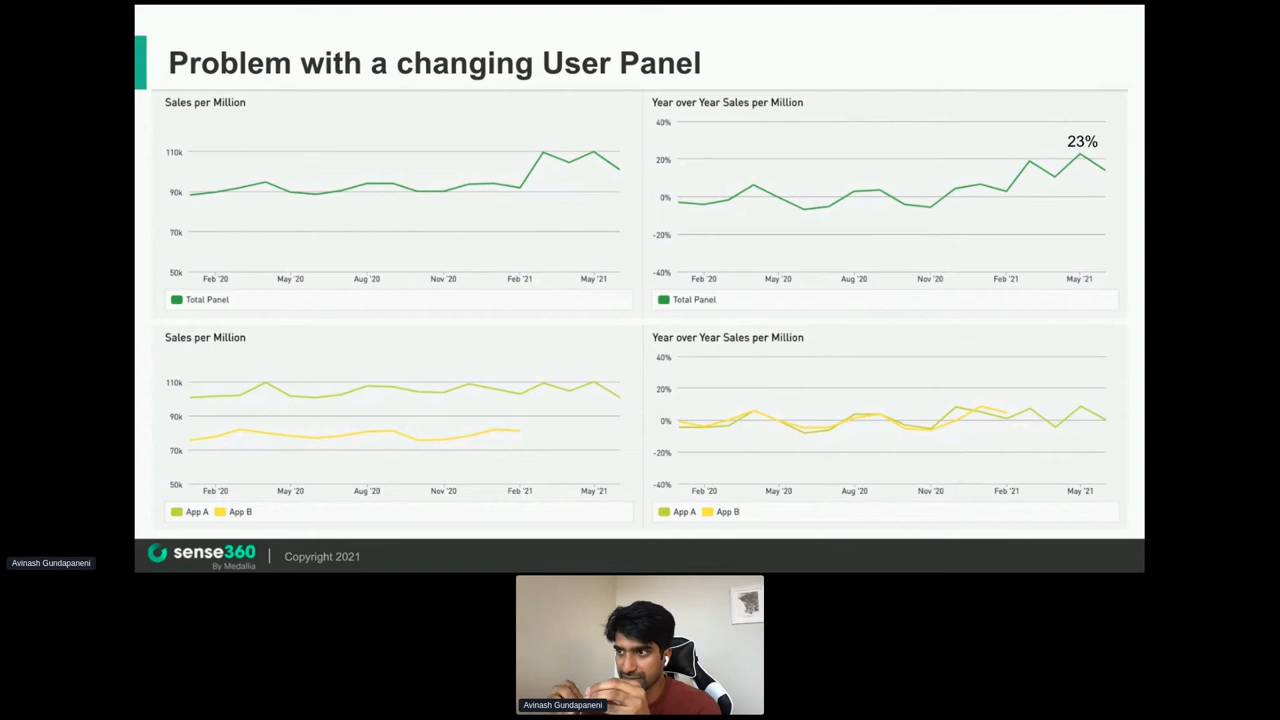 Problem with a changing User Panel
Sales per Million
110k
90k
70k
50k
Feb '20
May '20
Aug '20
Nov '20
Feb '21
May '21
Total Panel
Year over Year Sales per Million
40%
20%
0%
-20%
-40%
23%
Feb '20
May '20
Aug '20
Nov '20
Feb '21
May '21
Total Panel
Sales per Million
110k
90k
70k
50k
Feb '20
May '20
Aug '20
Nov '20
Feb '21
May '21
App A
App B
Year over Year Sales per Million
40%
20%
0%
-20%
-40%
Feb '20
May '20
Aug '20
Nov '20
Feb '21
May '21
App A
App B
sense360
By Medallia
Copyright 2021
Avinash Gundapaneni
Avinash Gundapaneni